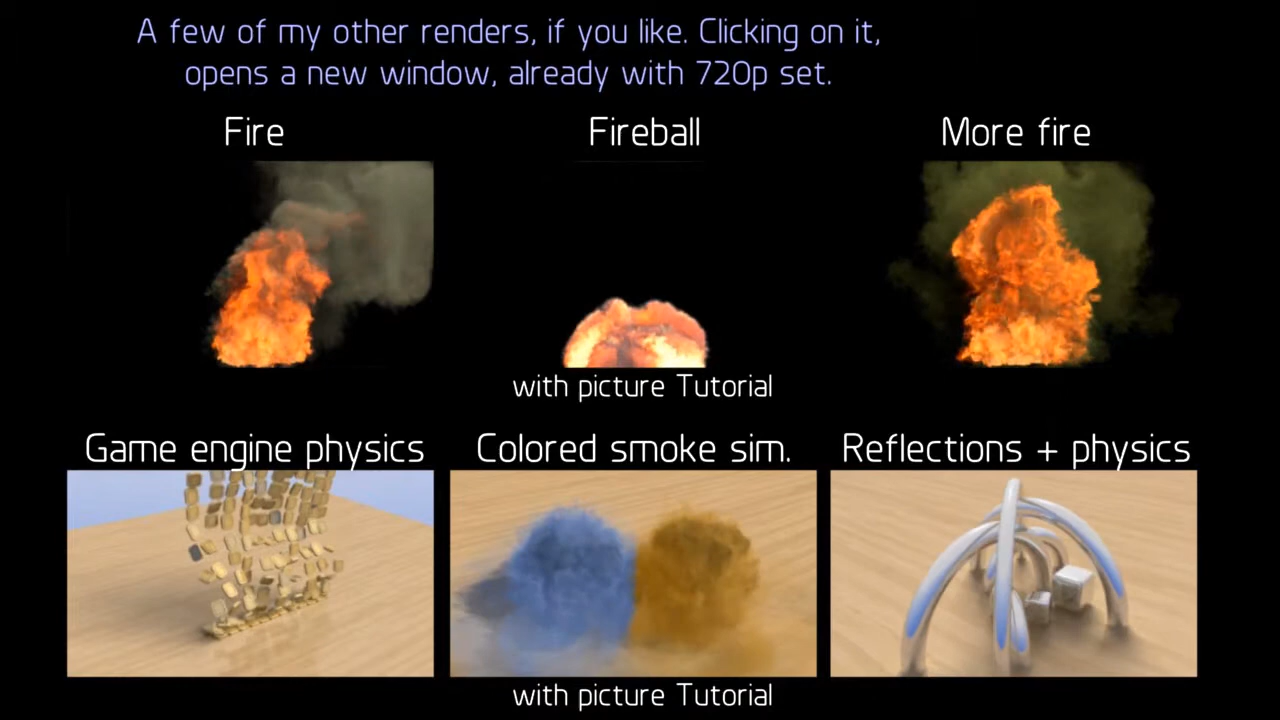 A few of my other renders, if you like. Clicking on it,
opens a new window, already with 720p set.
Fire
Fireball
More fire
with picture Tutorial
Game engine physics
Colored smoke sim.
Reflections + physics
with picture Tutorial